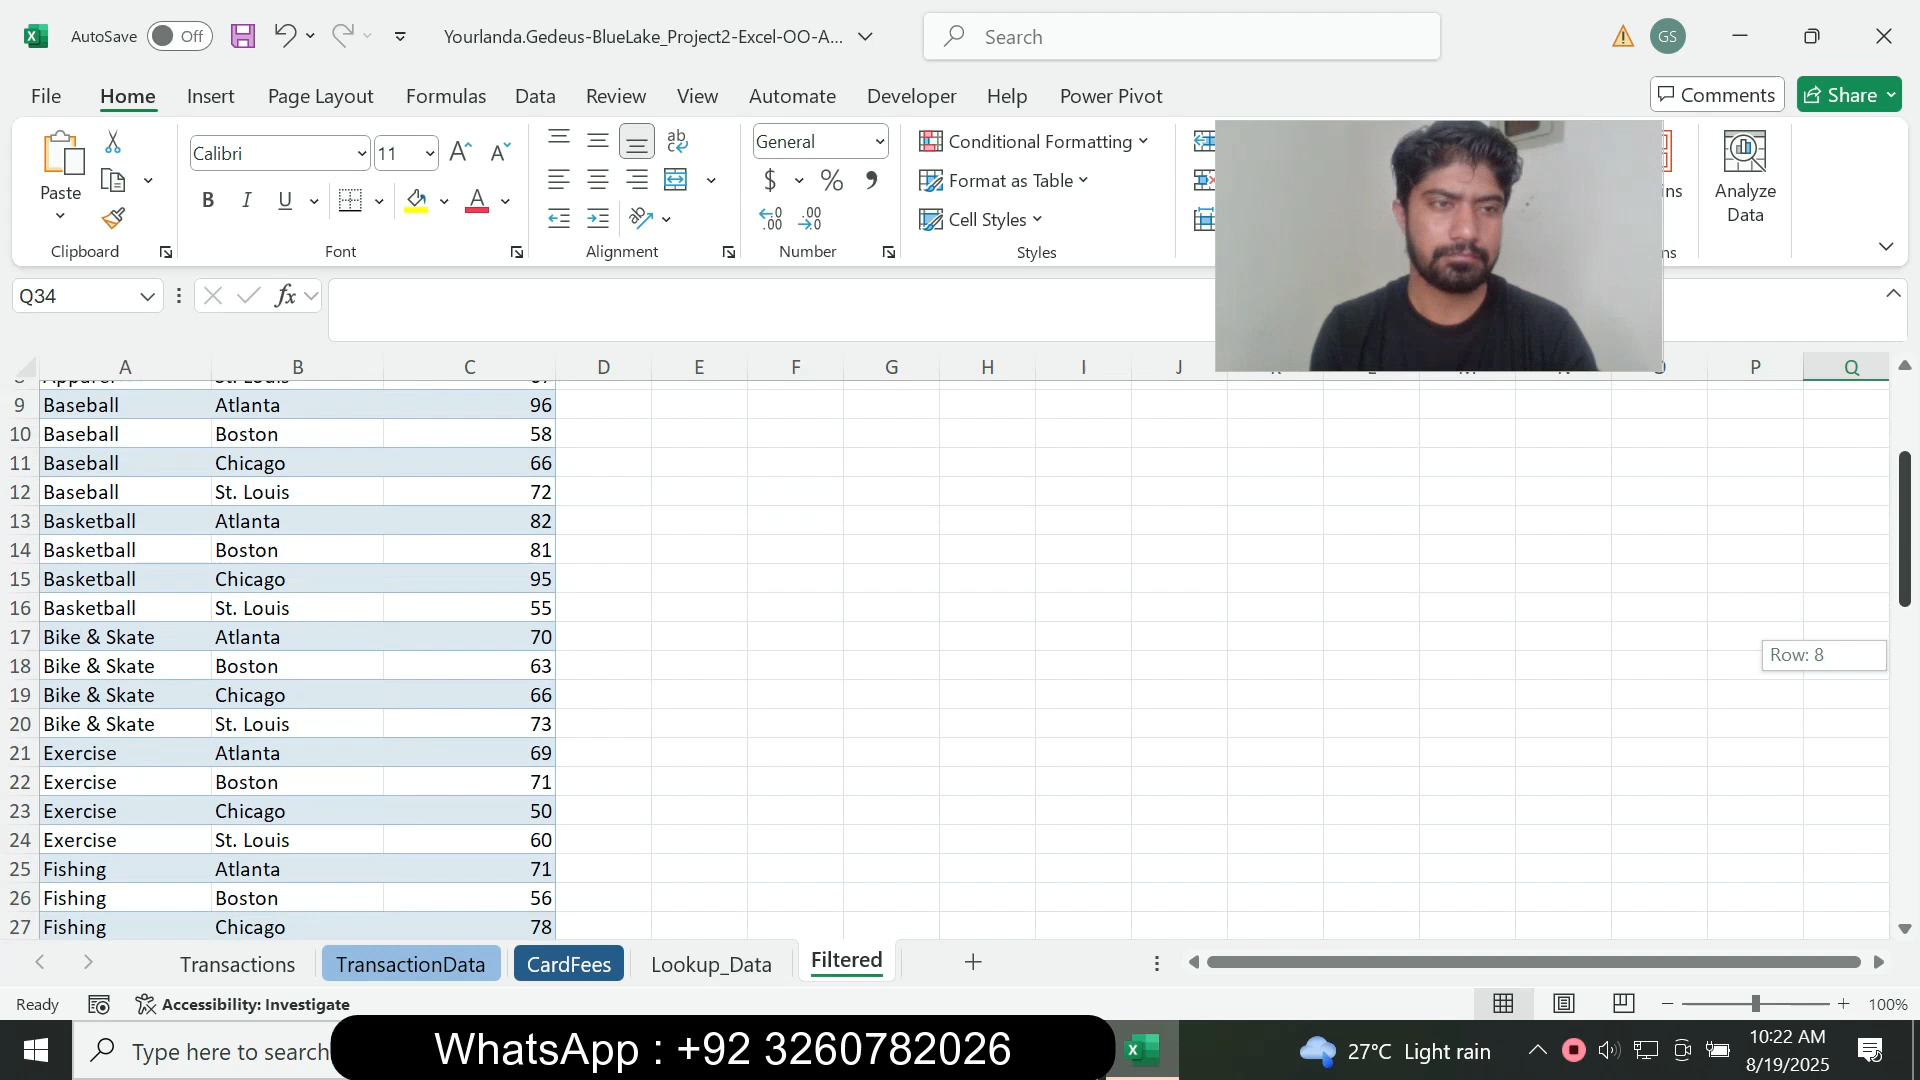 AutoSave Off Yourlanda.Gedeus-BlueLake_Project2-Excel-OO-A... Search GS
File Home Insert Page Layout Formulas Data Review View Automate Developer Help Power Pivot Comments Share
Paste Calibri 11 General Conditional Formatting
Format as Table
Cell Styles
Analyze Data
Clipboard Font Alignment Number Styles
Q34 fx
A B C D E F G H I J P Q
9 Baseball Atlanta 96
10 Baseball Boston 58
11 Baseball Chicago 66
12 Baseball St. Louis 72
13 Basketball Atlanta 82
14 Basketball Boston 81
15 Basketball Chicago 95
16 Basketball St. Louis 55
17 Bike & Skate Atlanta 70
18 Bike & Skate Boston 63
19 Bike & Skate Chicago 66
20 Bike & Skate St. Louis 73
21 Exercise Atlanta 69
22 Exercise Boston 71
23 Exercise Chicago 50
24 Exercise St. Louis 60
25 Fishing Atlanta 71
26 Fishing Boston 56
27 Fishing Chicago 78
Row: 8
Transactions TransactionData CardFees Lookup_Data Filtered
Ready Accessibility: Investigate 100%
Type here to search
WhatsApp : +92 3260782026
27°C Light rain
10:22 AM
8/19/2025